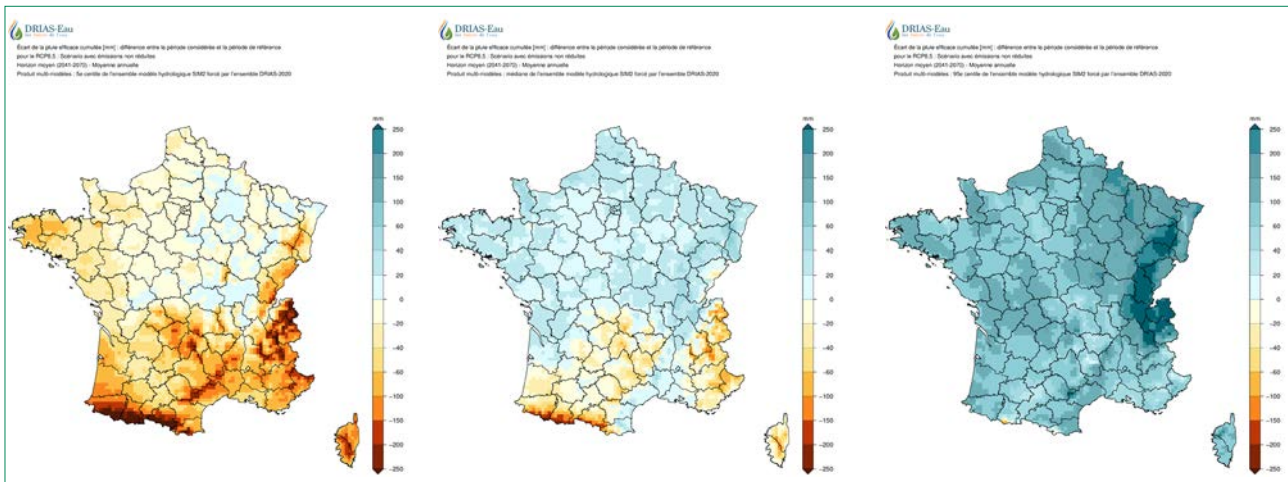 DRIAS-Eau
Écart de la pluie efficace cumulée [mm] : différence entre la période considérée et la période de référence
pour le RCP8.5 : Scénario avec émissions non réduites
Horizon moyen (2041-2070) - Moyenne annuelle
Produit multi-modèles : 5e centile de l'ensemble modèle hydrologique SIM2 forcé par l'ensemble DRIAS-2020
mm
250
200
100
60
40
20
0
-20
-40
-60
-100
-150
-200
-250
DRIAS-Eau
Écart de la pluie efficace cumulée [mm] : différence entre la période considérée et la période de référence
pour le RCP8.5 : Scénario avec émissions non réduites
Horizon moyen (2041-2070) - Moyenne annuelle
Produit multi-modèles : médiane de l'ensemble modèle hydrologique SIM2 forcé par l'ensemble DRIAS-2020
mm
250
200
100
60
40
20
0
-20
-40
-60
-100
-150
-200
-250
DRIAS-Eau
Écart de la pluie efficace cumulée [mm] : différence entre la période considérée et la période de référence
pour le RCP8.5 : Scénario avec émissions non réduites
Horizon moyen (2041-2070) - Moyenne annuelle
Produit multi-modèles : 95e centile de l'ensemble modèle hydrologique SIM2 forcé par l'ensemble DRIAS-2020
mm
250
200
100
60
40
20
0
-20
-40
-60
-100
-150
-200
-250